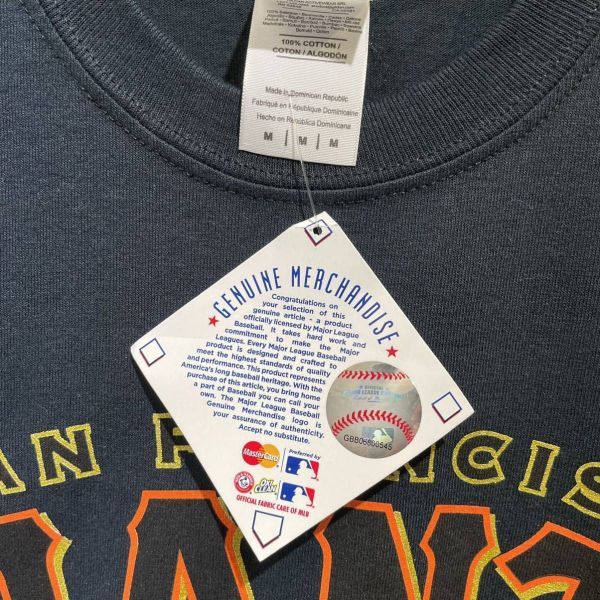 100% COTTON /
COTON / ALGODÓN
Made in Dominican Republic
Fabriqué en République Dominicaine
Hecho en República Dominicana
M | M | M
GENUINE MERCHANDISE
Congratulations on
your selection of this
genuine article - a product
officially licensed by Major League
Baseball. It takes hard work and
commitment to make the Major
Leagues. Every Major League Baseball
product is designed and crafted to
meet the highest standards of quality
and performance. This product represents
America's long baseball heritage. With the
purchase of this article, you bring home
a part of Baseball you can call your
own. The Major League Baseball
Genuine Merchandise logo is
your assurance of authenticity.
Accept no substitute.
GBB06800545
MasterCard
Preferred by
OXI CLEAN
OFFICIAL FABRIC CARE OF MLB
AN FRANCIS
IANT